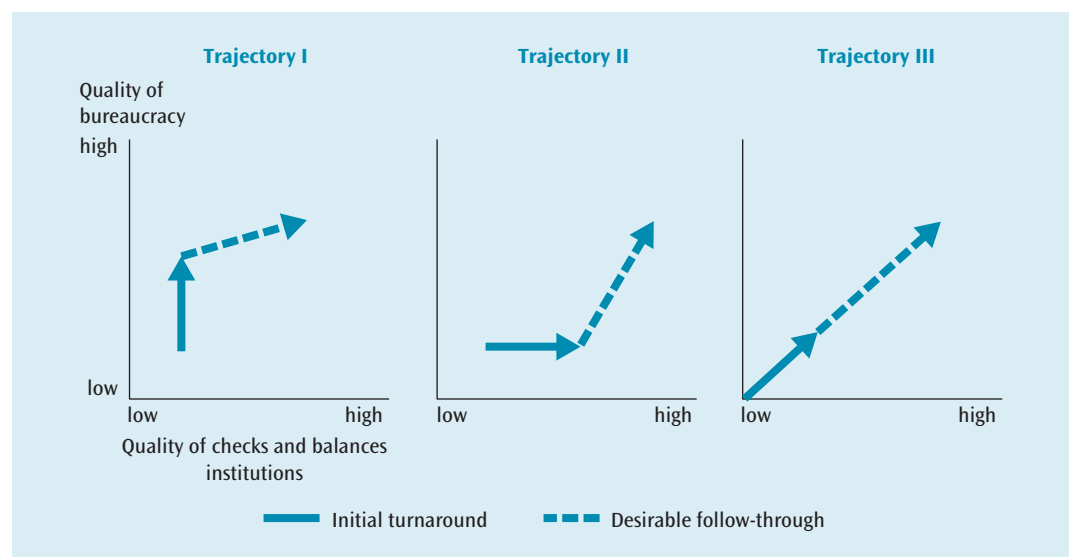 Trajectory I
Trajectory II
Trajectory III
Quality of
bureaucracy
high
low
low
high
low
high
low
high
Quality of checks and balances
institutions
Initial turnaround
Desirable follow-through